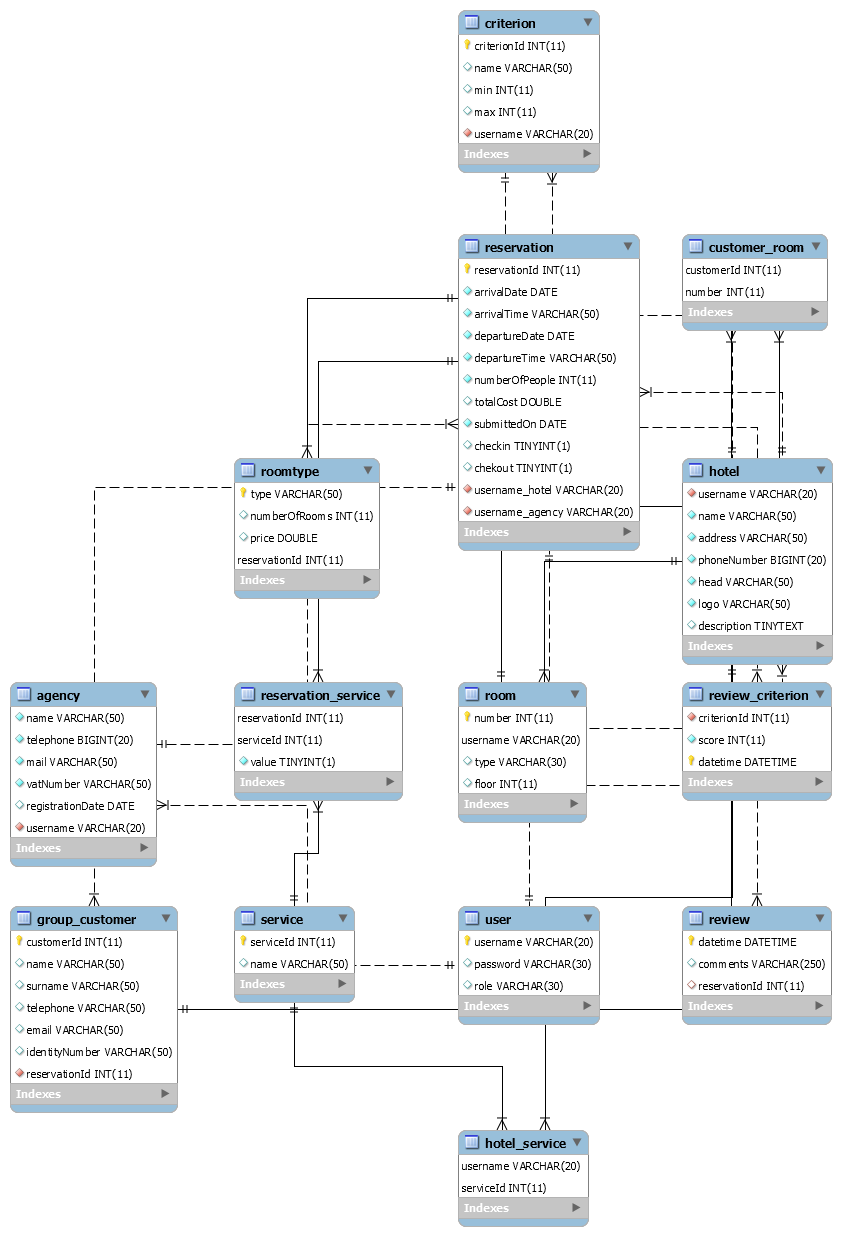 criterion
criterionId INT(11)
name VARCHAR(50)
min INT(11)
max INT(11)
username VARCHAR(20)
Indexes
reservation
reservationId INT(11)
arrivalDate DATE
arrivalTime VARCHAR(50)
departureDate DATE
departureTime VARCHAR(50)
numberOfPeople INT(11)
totalCost DOUBLE
submittedOn DATE
checkin TINYINT(1)
chekout TINYINT(1)
username_hotel VARCHAR(20)
username_agency VARCHAR(20)
Indexes
customer_room
customerId INT(11)
number INT(11)
Indexes
roomtype
type VARCHAR(50)
numberOfRooms INT(11)
price DOUBLE
reservationId INT(11)
Indexes
hotel
username VARCHAR(20)
name VARCHAR(50)
address VARCHAR(50)
phoneNumber BIGINT(20)
head VARCHAR(50)
logo VARCHAR(50)
description TINYTEXT
Indexes
agency
name VARCHAR(50)
telephone BIGINT(20)
mail VARCHAR(50)
vatNumber VARCHAR(50)
registrationDate DATE
username VARCHAR(20)
Indexes
reservation_service
reservationId INT(11)
serviceId INT(11)
value TINYINT(1)
Indexes
room
number INT(11)
username VARCHAR(20)
type VARCHAR(30)
floor INT(11)
Indexes
review_criterion
criterionId INT(11)
score INT(11)
datetime DATETIME
Indexes
group_customer
customerId INT(11)
name VARCHAR(50)
surname VARCHAR(50)
telephone VARCHAR(50)
email VARCHAR(50)
identityNumber VARCHAR(50)
reservationId INT(11)
Indexes
service
serviceId INT(11)
name VARCHAR(50)
Indexes
user
username VARCHAR(20)
password VARCHAR(30)
role VARCHAR(30)
Indexes
review
datetime DATETIME
comments VARCHAR(250)
reservationId INT(11)
Indexes
hotel_service
username VARCHAR(20)
serviceId INT(11)
Indexes